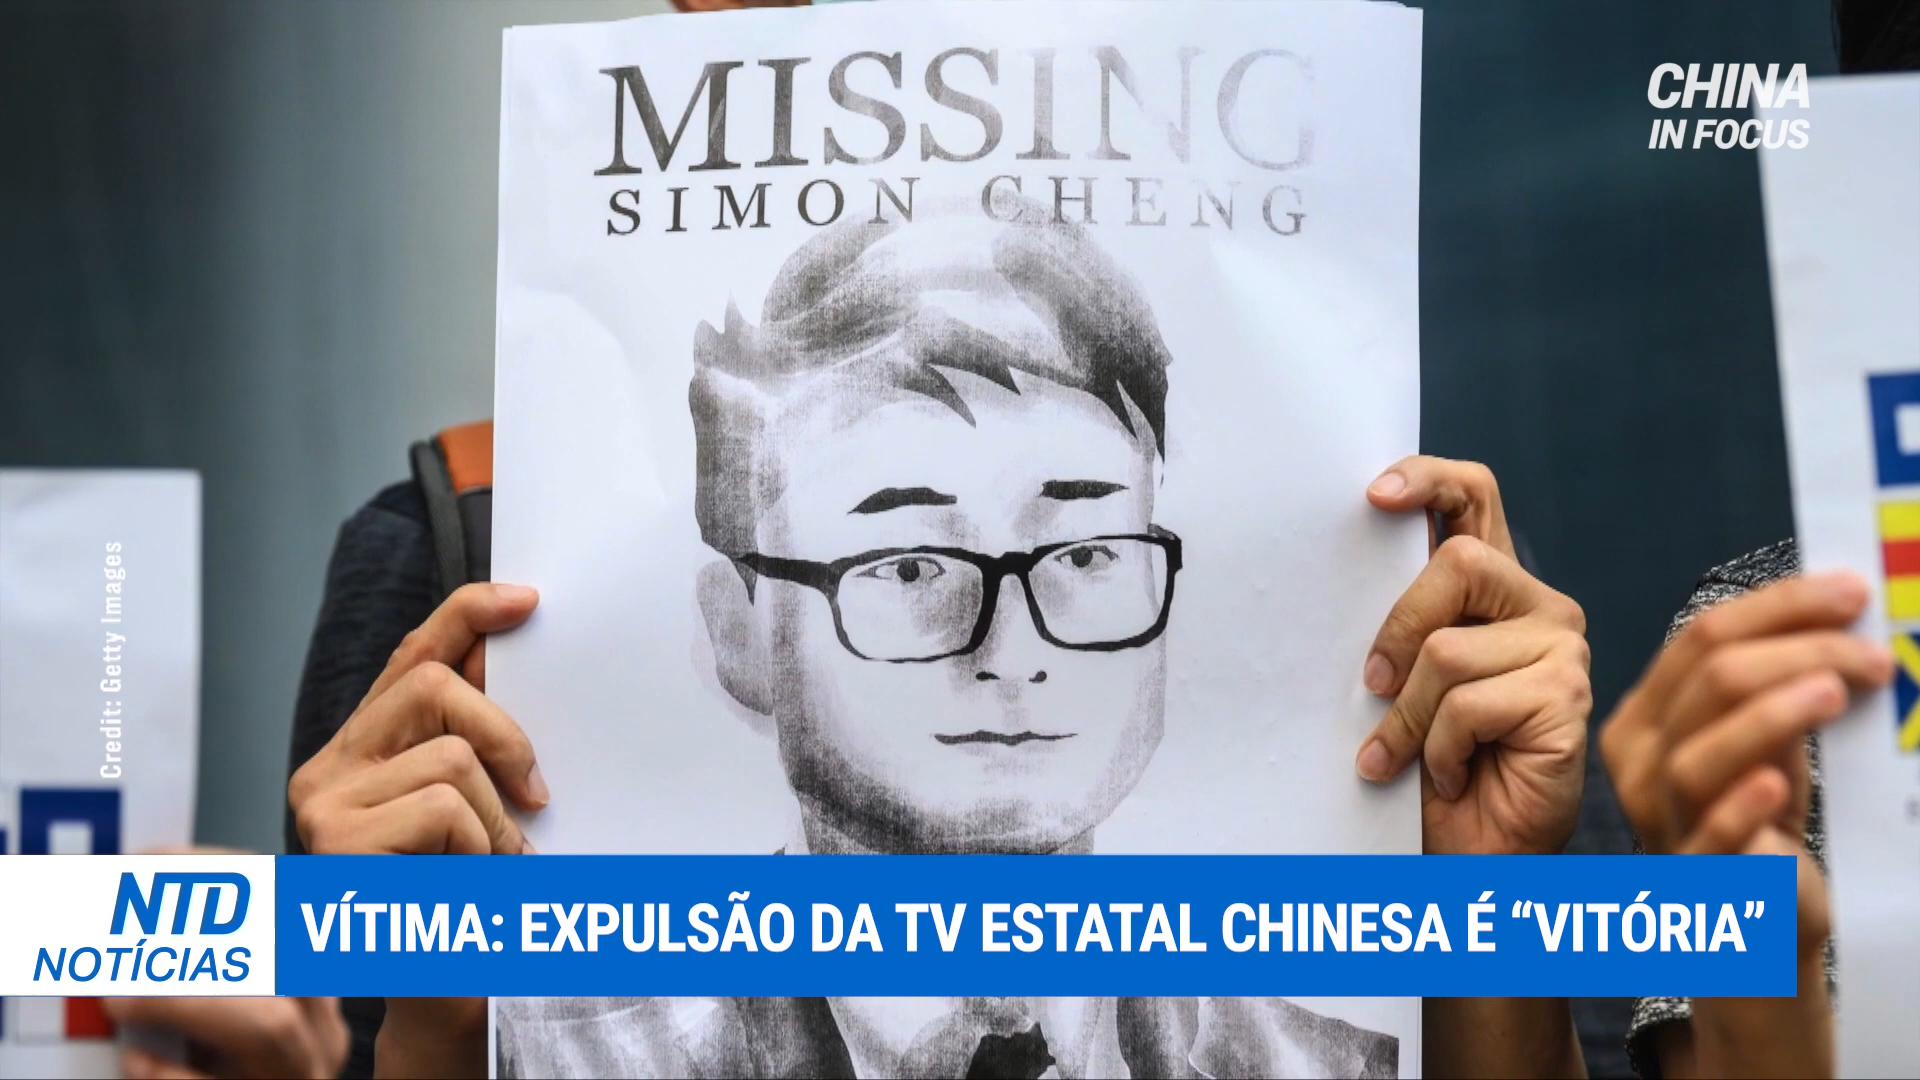 MISSING
SIMON CHENG
CHINA
IN FOCUS
Credit: Getty Images
NTD
NOTÍCIAS
VÍTIMA: EXPULSÃO DA TV ESTATAL CHINESA É “VITÓRIA”